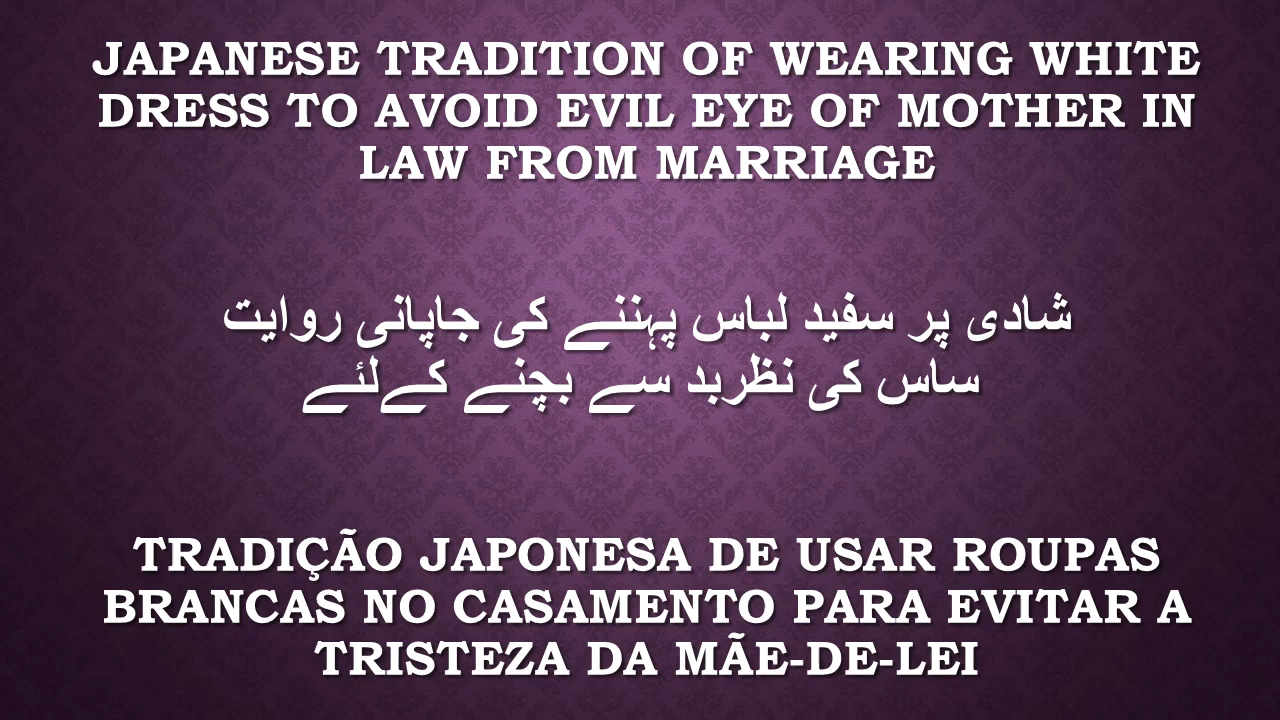 JAPANESE TRADITION OF WEARING WHITE
DRESS TO AVOID EVIL EYE OF MOTHER IN
LAW FROM MARRIAGE
شادی پر سفید لباس پہننے کی جاپانی روایت
ساس کی نظربد سے بچنے کےلئے
TRADIÇÃO JAPONESA DE USAR ROUPAS
BRANCAS NO CASAMENTO PARA EVITAR A
TRISTEZA DA MÃE-DE-LEI